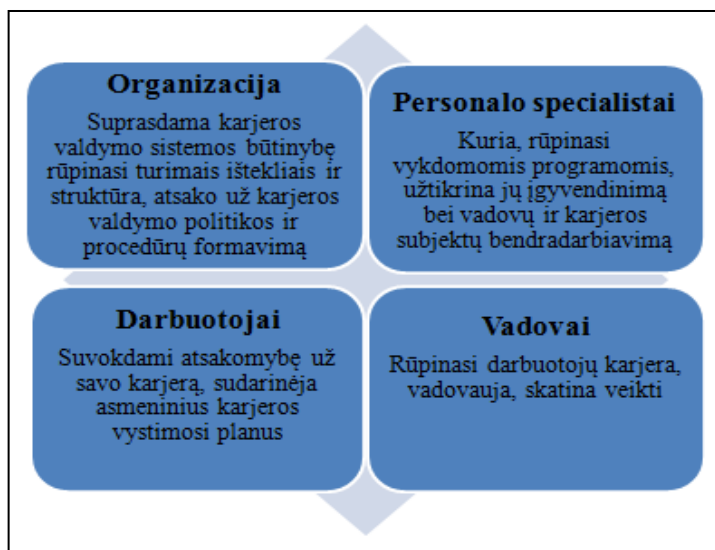 Organizacija
Suprasdama karjeros
valdymo sistemos būtinybę
rūpinasi turimais ištekliais ir
struktūra, atsako už karjeros
valdymo politikos ir
procedūrų formavimą
Personalo specialistai
Kuria, rūpinasi
vykdomomis programomis,
užtikrina jų įgyvendinimą
bei vadovų ir karjeros
subjektų bendradarbiavimą
Darbuotojai
Suvokdami atsakomybę už
savo karjerą, sudarinėja
asmeninius karjeros
vystimosi planus
Vadovai
Rūpinasi darbuotojų karjera,
vadovauja, skatina veikti